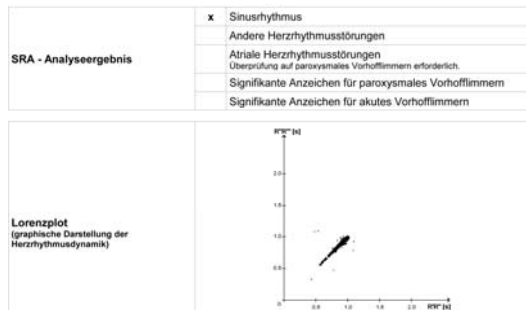 SRA - Analyseergebnis
x Sinusrhythmus
Andere Herzrhythmusstörungen
Atriale Herzrhythmusstörungen
Überprüfung auf paroxysmales Vorhofflimmern erforderlich.
Signifikante Anzeichen für paroxysmales Vorhofflimmern
Signifikante Anzeichen für akutes Vorhofflimmern
Lorenzplot
(graphische Darstellung der
Herzrhythmusdynamik)
[s]
2.0
1.5
1.0
0.5
0 0.5 1.0 1.5 2.0 [s]